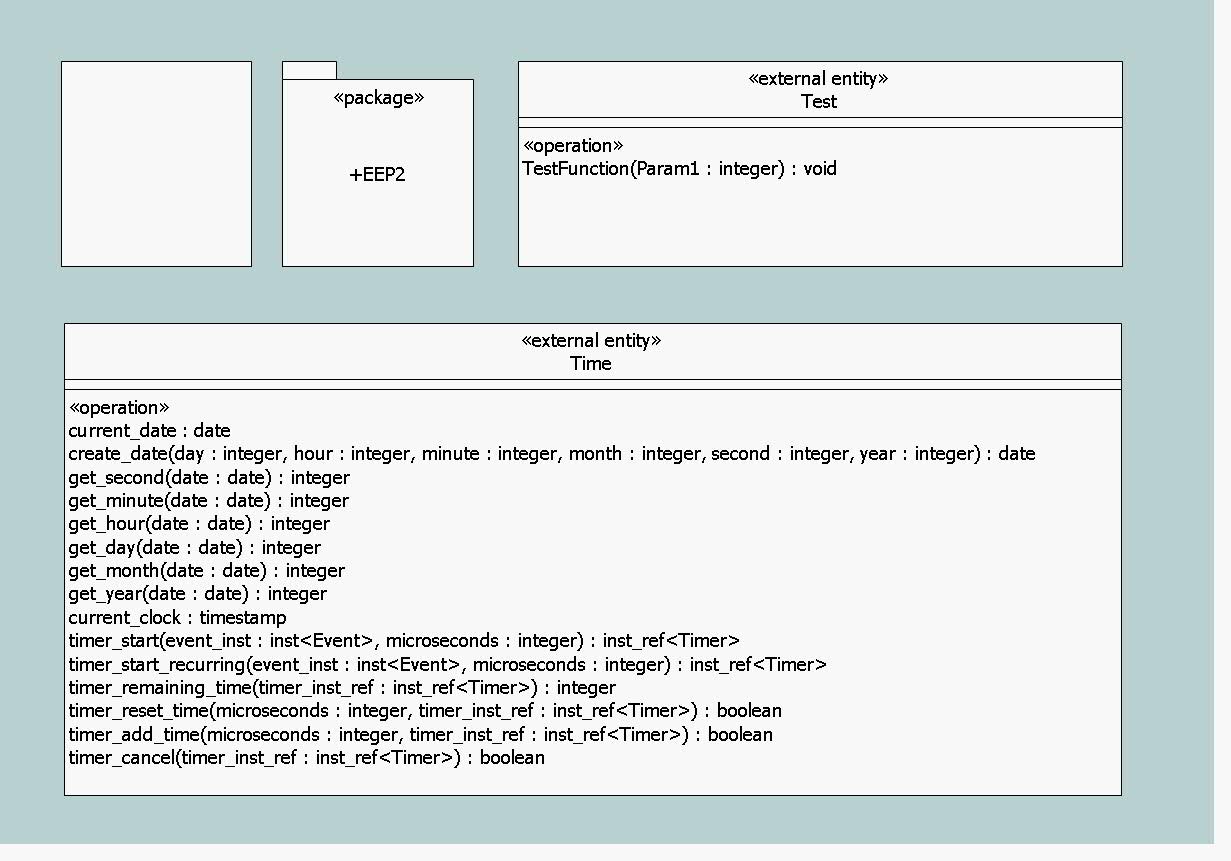 «package»
+EEP2
«external entity»
Test
«operation»
TestFunction(Param1 : integer) : void
«external entity»
Time
«operation»
current_date : date
create_date(day : integer, hour : integer, minute : integer, month : integer, second : integer, year : integer) : date
get_second(date : date) : integer
get_minute(date : date) : integer
get_hour(date : date) : integer
get_day(date : date) : integer
get_month(date : date) : integer
get_year(date : date) : integer
current_clock : timestamp
timer_start(event_inst : inst<Event>, microseconds : integer) : inst_ref<Timer>
timer_start_recurring(event_inst : inst<Event>, microseconds : integer) : inst_ref<Timer>
timer_remaining_time(timer_inst_ref : inst_ref<Timer>) : integer
timer_reset_time(microseconds : integer, timer_inst_ref : inst_ref<Timer>) : boolean
timer_add_time(microseconds : integer, timer_inst_ref : inst_ref<Timer>) : boolean
timer_cancel(timer_inst_ref : inst_ref<Timer>) : boolean